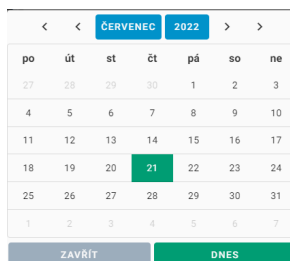 ČERVENEC 2022
po út st čt pá so ne
27 28 29 30 1 2 3
4 5 6 7 8 9 10
11 12 13 14 15 16 17
18 19 20 21 22 23 24
25 26 27 28 29 30 31
1 2 3 4 5 6 7
ZAVŘÍT DNES